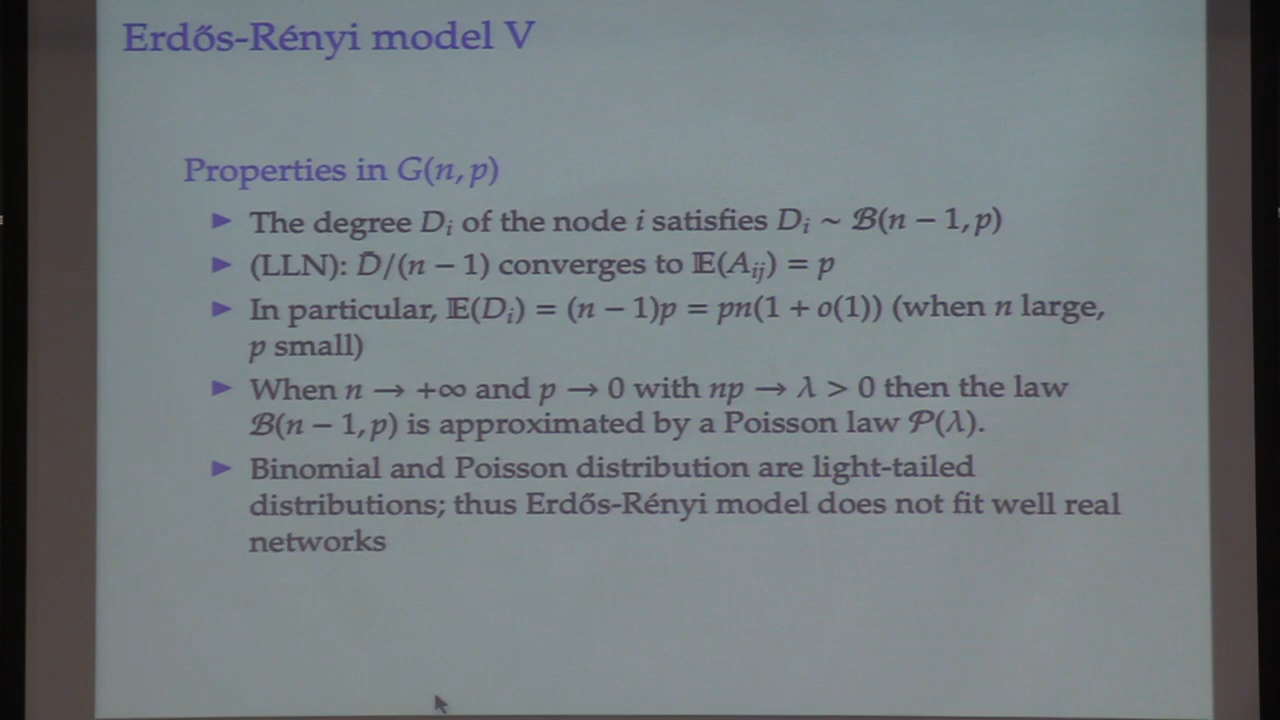 Erdős-Rényi model V
Properties in G(n, p)
▶ The degree Dᵢ of the node i satisfies Dᵢ ~ ℬ(n − 1, p)
▶ (LLN): D̄/(n − 1) converges to 𝔼(Aᵢⱼ) = p
▶ In particular, 𝔼(Dᵢ) = (n − 1)p = pn(1 + o(1)) (when n large,
p small)
▶ When n → +∞ and p → 0 with np → λ > 0 then the law
ℬ(n − 1, p) is approximated by a Poisson law 𝒫(λ).
▶ Binomial and Poisson distribution are light-tailed
distributions; thus Erdős-Rényi model does not fit well real
networks